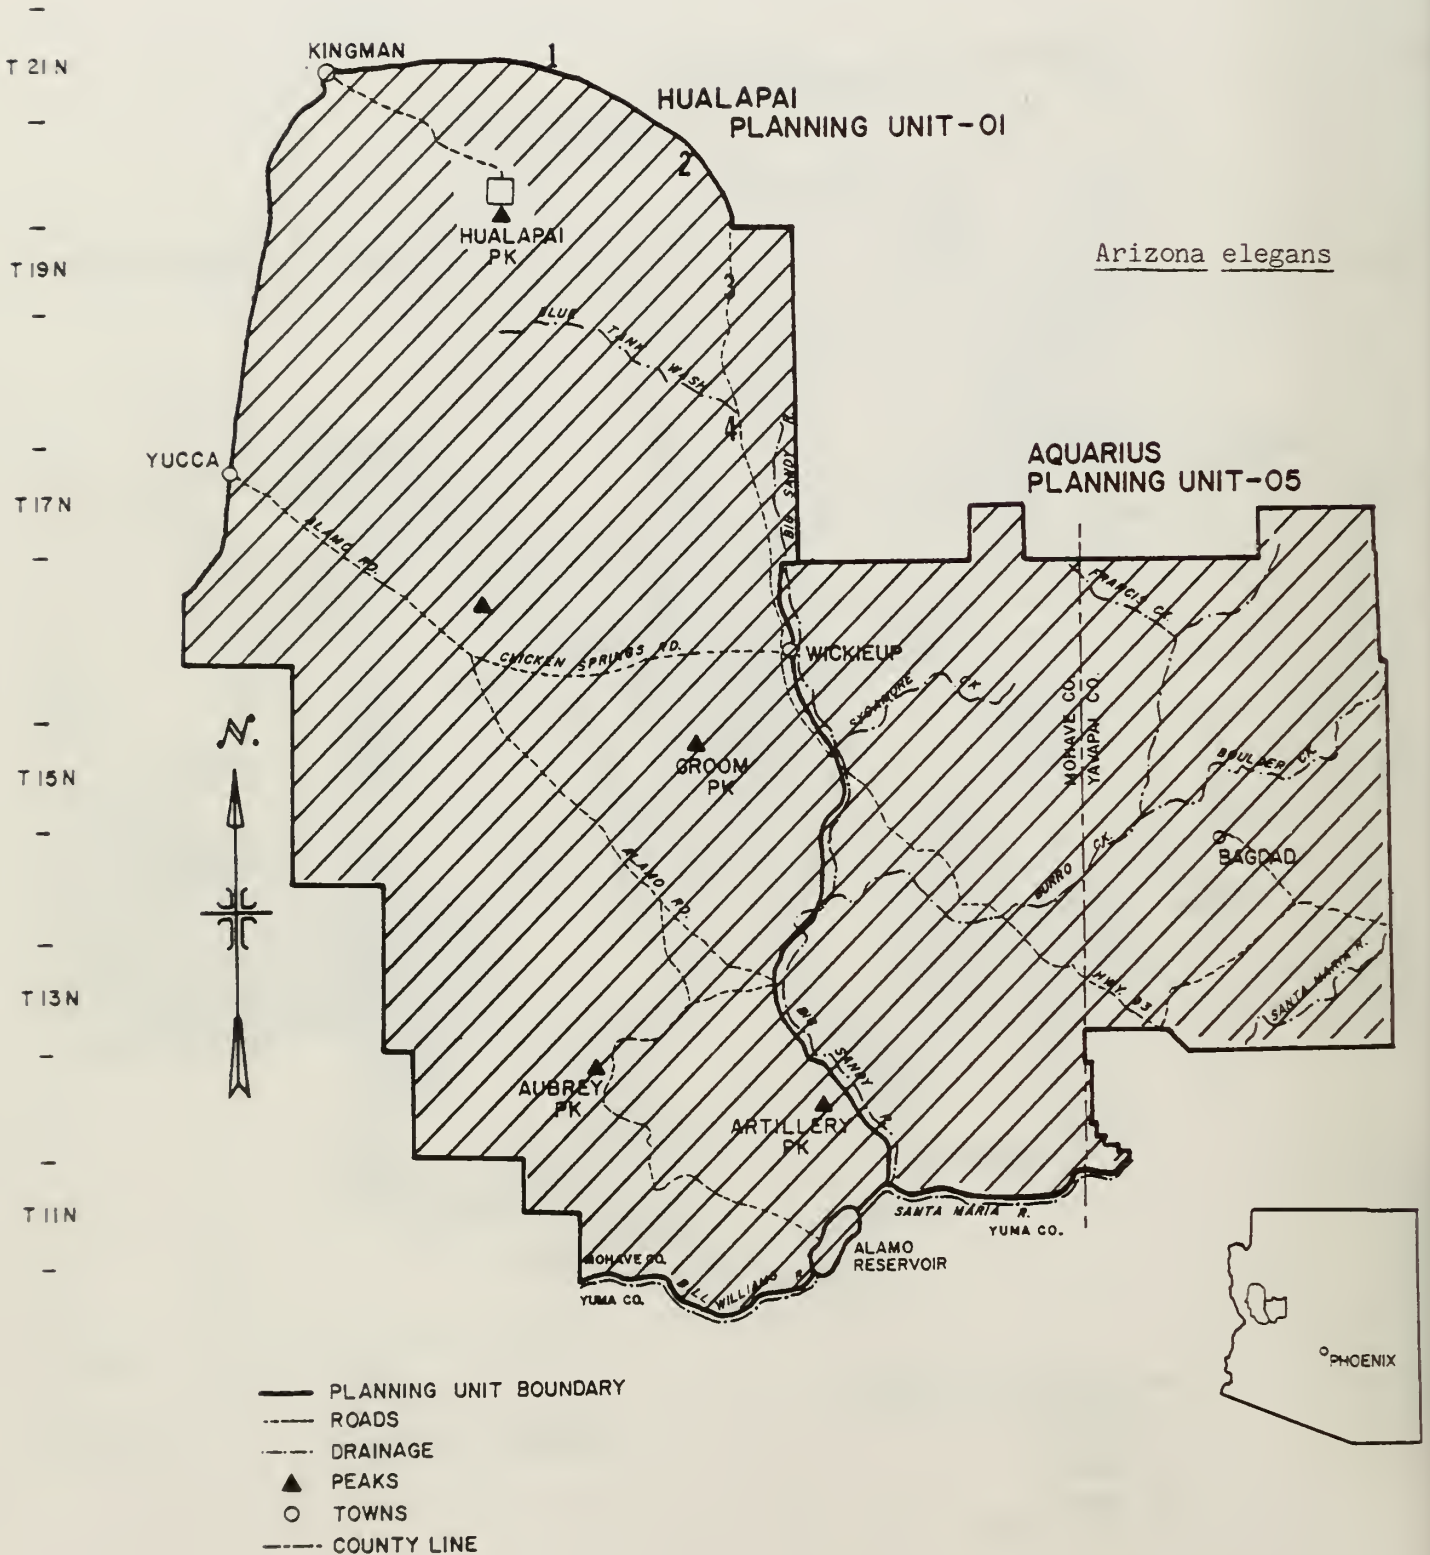 T 21 N
KINGMAN
1
HUALAPAI
PLANNING UNIT-01
2
HUALAPAI
PK
Arizona elegans
T 19 N
3
BLUE TANK WASH
4
BIG SANDY R.
YUCCA
AQUARIUS
PLANNING UNIT-05
T 17 N
ALAMO RD.
FRANCIS CK.
CHICKEN SPRINGS RD.
WICKIEUP
SYCAMORE CK
MOHAVE CO.
YAVAPAI CO.
N.
GROOM
PK
BOULDER CK.
T 15 N
BAGDAD
ALAMO RD.
BURRO CK.
T 13 N
HWY. 93
SANTA MARIA R.
BIG SANDY R.
AUBREY
PK
ARTILLERY
PK
T 11 N
SANTA MARIA R.
YUMA CO.
ALAMO
RESERVOIR
MOHAVE CO.
YUMA CO.
BILL WILLIAMS R.
PHOENIX
PLANNING UNIT BOUNDARY
ROADS
DRAINAGE
PEAKS
TOWNS
COUNTY LINE